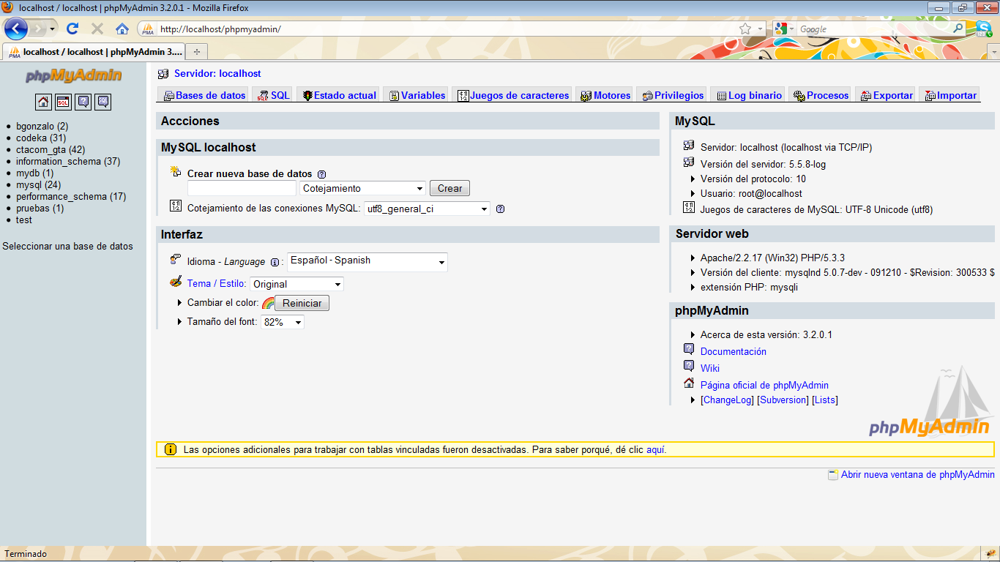 localhost / localhost | phpMyAdmin 3.2.0.1 - Mozilla Firefox
http://localhost/phpmyadmin/
Google
localhost / localhost | phpMyAdmin 3....
phpMyAdmin
SQL
SQL
bgonzalo (2)
codeka (31)
ctacom_gta (42)
information_schema (37)
mydb (1)
mysql (24)
performance_schema (17)
pruebas (1)
test
Seleccionar una base de datos
Servidor: localhost
Bases de datos SQL Estado actual Variables Juegos de caracteres Motores Privilegios Log binario Procesos Exportar Importar
Accciones
MySQL localhost
Crear nueva base de datos
Cotejamiento Crear
Cotejamiento de las conexiones MySQL: utf8_general_ci
Interfaz
Idioma - Language : Español - Spanish
Tema / Estilo: Original
Cambiar el color: Reiniciar
Tamaño del font: 82%
MySQL
Servidor: localhost (localhost via TCP/IP)
Versión del servidor: 5.5.8-log
Versión del protocolo: 10
Usuario: root@localhost
Juegos de caracteres de MySQL: UTF-8 Unicode (utf8)
Servidor web
Apache/2.2.17 (Win32) PHP/5.3.3
Versión del cliente: mysqlnd 5.0.7-dev - 091210 - $Revision: 300533 $
extensión PHP: mysqli
phpMyAdmin
Acerca de esta versión: 3.2.0.1
Documentación
Wiki
Página oficial de phpMyAdmin
[ChangeLog] [Subversion] [Lists]
phpMyAdmin
Las opciones adicionales para trabajar con tablas vinculadas fueron desactivadas. Para saber porqué, dé clic aquí.
Abrir nueva ventana de phpMyAdmin
Terminado